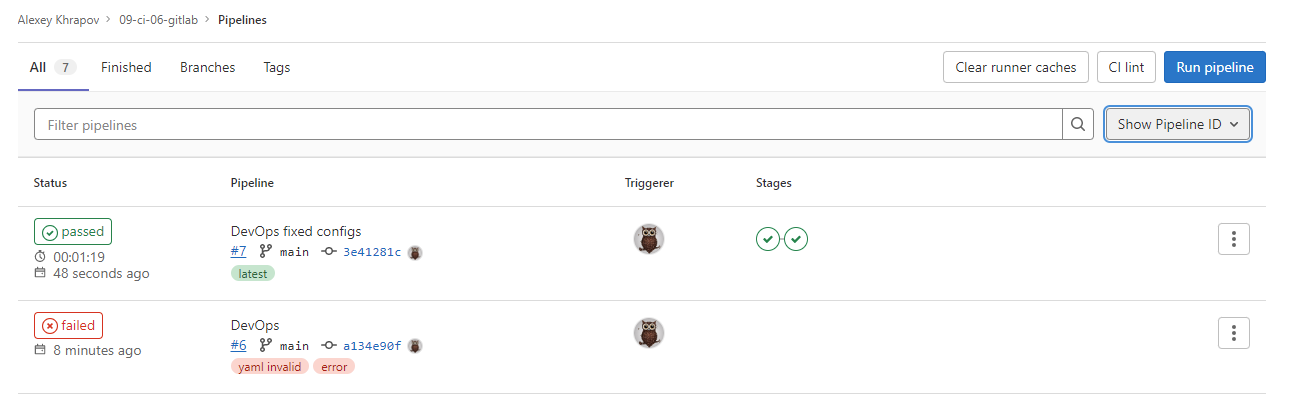 Alexey Khrapov > 09-ci-06-gitlab > Pipelines
All 7 Finished Branches Tags Clear runner caches CI lint Run pipeline
Filter pipelines Show Pipeline ID
Status Pipeline Triggerer Stages
passed DevOps fixed configs
00:01:19 #7 main 3e41281c
48 seconds ago latest
failed DevOps
8 minutes ago #6 main a134e90f
yaml invalid error